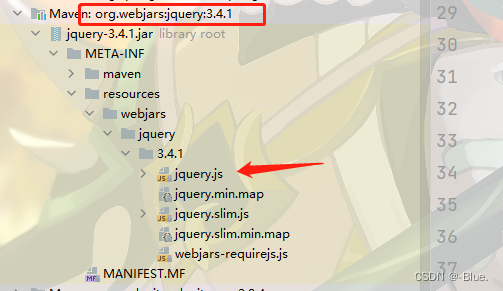 Maven: org.webjars:jquery:3.4.1
jquery-3.4.1.jar library root
META-INF
maven
resources
webjars
jquery
3.4.1
jquery.js
jquery.min.map
jquery.slim.js
jquery.slim.min.map
webjars-requirejs.js
MANIFEST.MF
29
30
31
32
33
34
35
36
37
CSDN @-Blue.